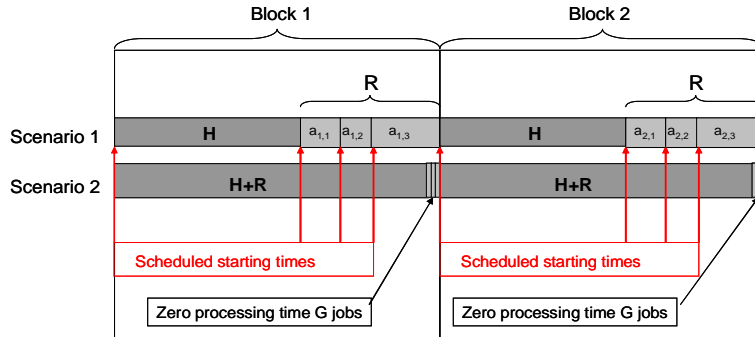 Block 1 Block 2
R R
Scenario 1 H a1,1 a1,2 a1,3 H a2,1 a2,2 a2,3
Scenario 2 H+R H+R
Scheduled starting times Scheduled starting times
Zero processing time G jobs Zero processing time G jobs